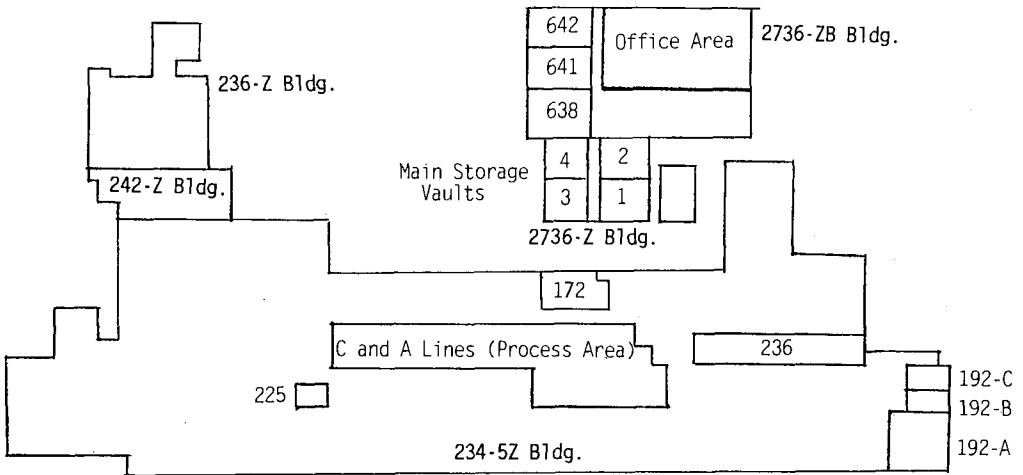 642
Office Area
2736-ZB Bldg.
641
236-Z Bldg.
638
4
2
Main Storage
Vaults
3
1
242-Z Bldg.
2736-Z Bldg.
172
C and A Lines (Process Area)
236
225
192-C
192-B
192-A
234-5Z Bldg.